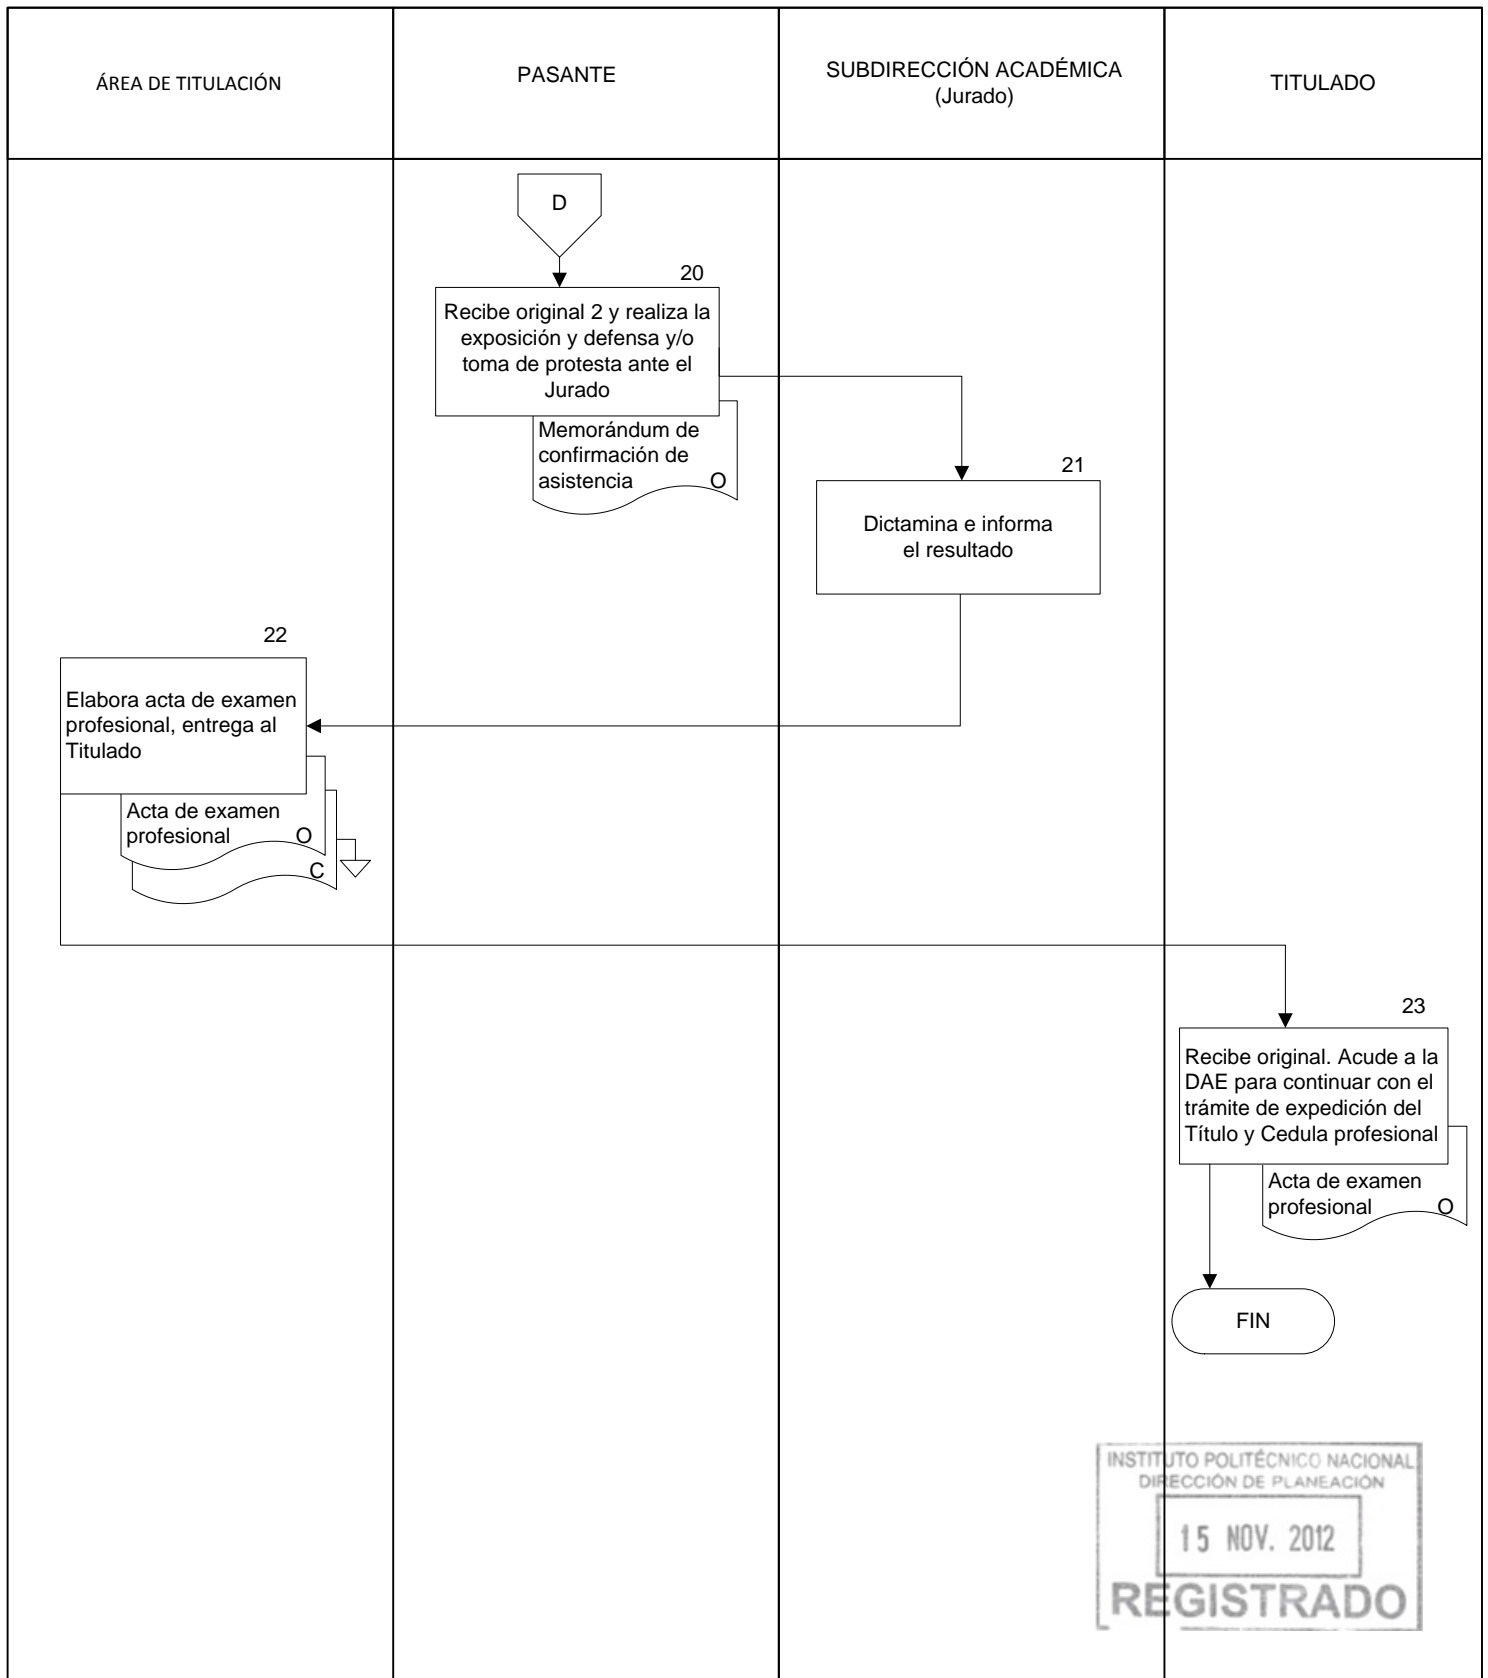 ÁREA DE TITULACIÓN
PASANTE
SUBDIRECCIÓN ACADÉMICA
(Jurado)
TITULADO
D
20
Recibe original 2 y realiza la
exposición y defensa y/o
toma de protesta ante el
Jurado
Memorándum de
confirmación de
asistencia
O
21
Dictamina e informa
el resultado
22
Elabora acta de examen
profesional, entrega al
Titulado
Acta de examen
profesional
O
C
23
Recibe original. Acude a la
DAE para continuar con el
trámite de expedición del
Título y Cedula profesional
Acta de examen
profesional
O
FIN
INSTITUTO POLITÉCNICO NACIONAL
DIRECCIÓN DE PLANEACIÓN
15 NOV. 2012
REGISTRADO